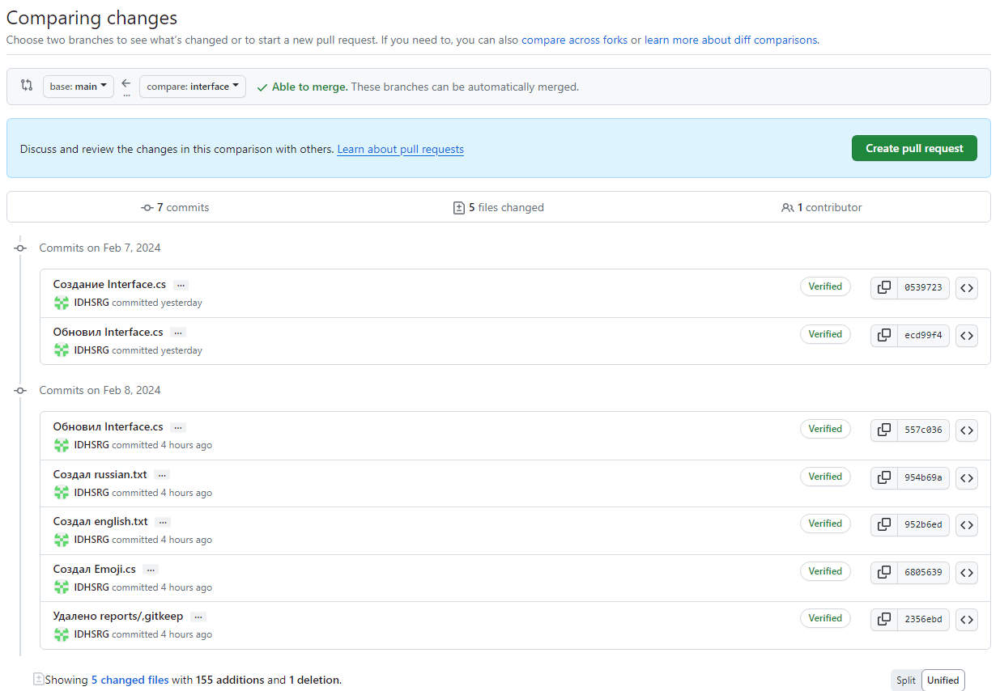 Comparing changes
Choose two branches to see what's changed or to start a new pull request. If you need to, you can also compare across forks or learn more about diff comparisons.
base: main ... compare: interface Able to merge. These branches can be automatically merged.
Discuss and review the changes in this comparison with others. Learn about pull requests Create pull request
7 commits 5 files changed 1 contributor
Commits on Feb 7, 2024
Создание Interface.cs ... Verified 0539723
IDHSRG committed yesterday
Обновил Interface.cs ... Verified ecd99f4
IDHSRG committed yesterday
Commits on Feb 8, 2024
Обновил Interface.cs ... Verified 557c036
IDHSRG committed 4 hours ago
Создал russian.txt ... Verified 954b69a
IDHSRG committed 4 hours ago
Создал english.txt ... Verified 952b6ed
IDHSRG committed 4 hours ago
Создал Emoji.cs ... Verified 6805639
IDHSRG committed 4 hours ago
Удалено reports/.gitkeep ... Verified 2356ebd
IDHSRG committed 4 hours ago
Showing 5 changed files with 155 additions and 1 deletion. Split Unified